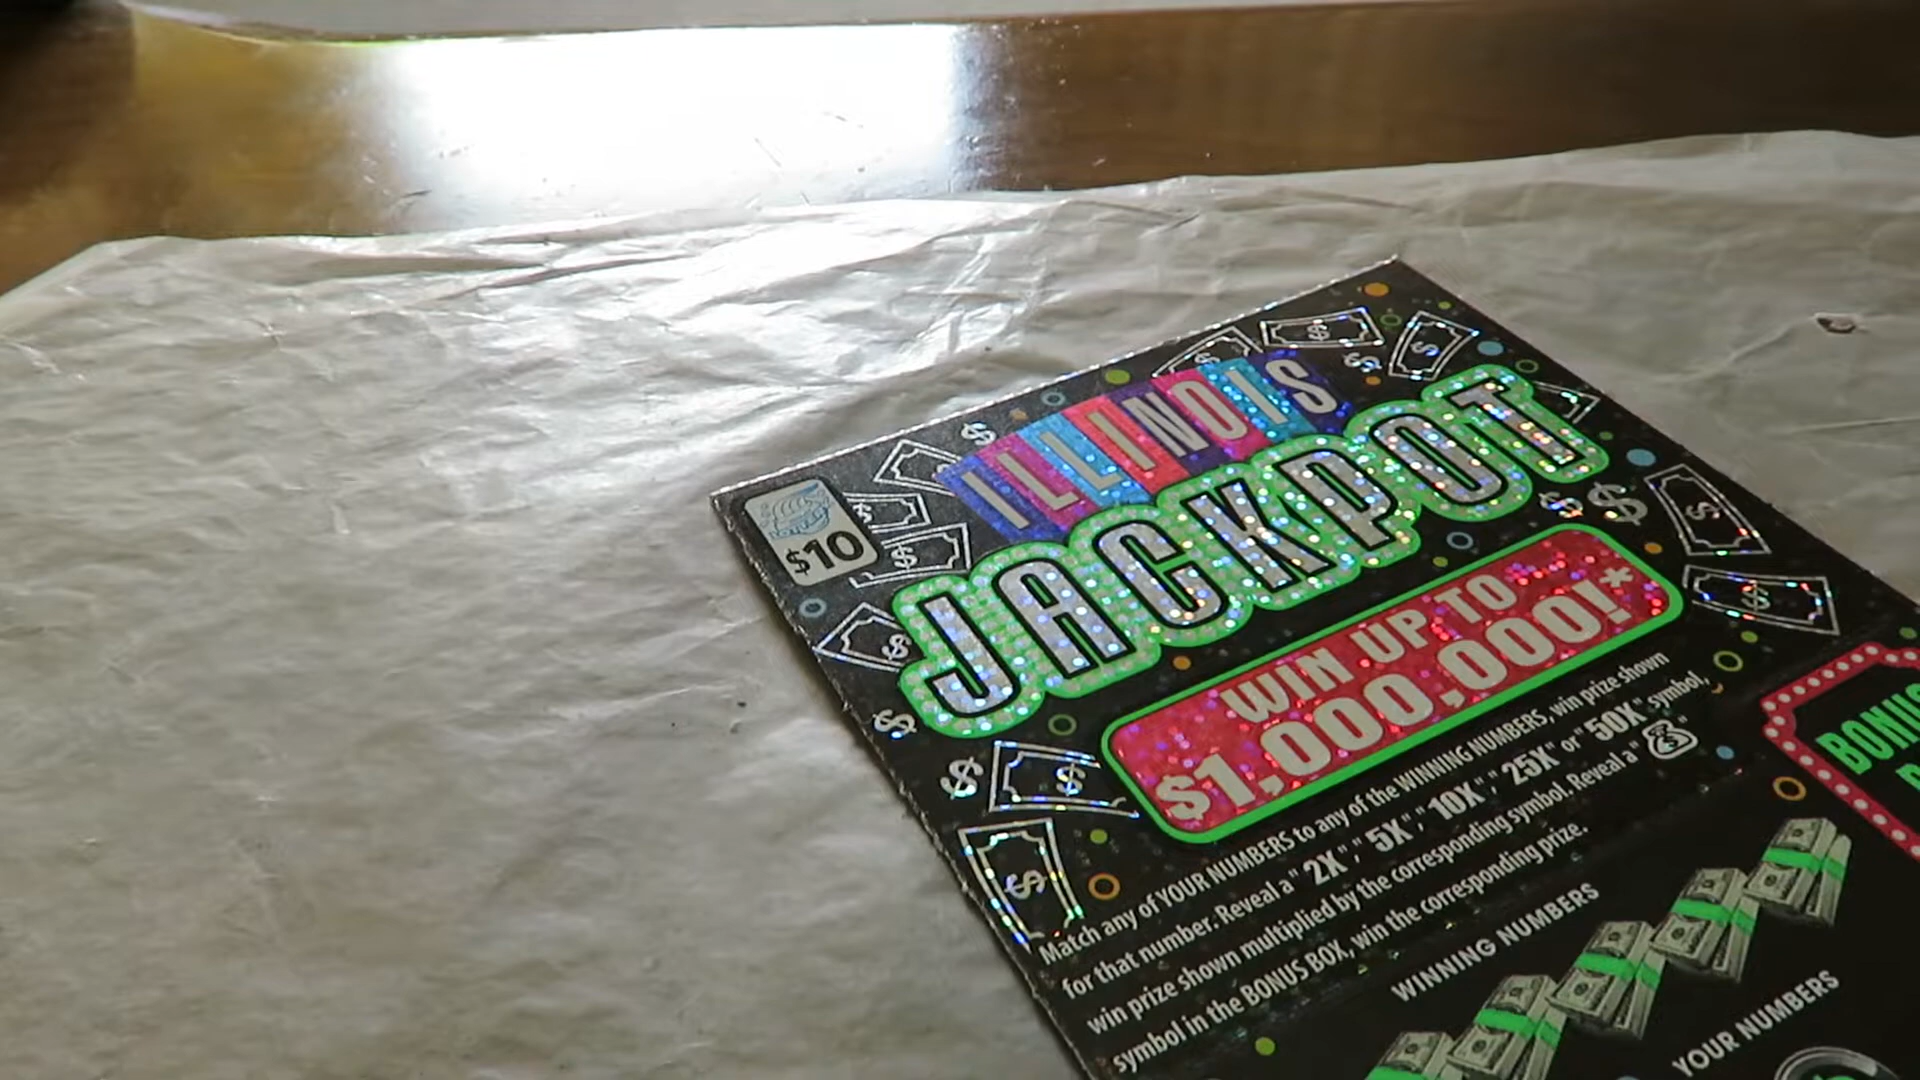 $10
ILLINOIS
JACKPOT
WIN UP TO
$1,000,000!*
Match any of YOUR NUMBERS to any of the WINNING NUMBERS, win prize shown
for that number. Reveal a "2X", "5X", "10X", "25X" or "50X" symbol,
win prize shown multiplied by the corresponding symbol. Reveal a " "
symbol in the BONUS BOX, win the corresponding prize.
BONUS
WINNING NUMBERS
YOUR NUMBERS